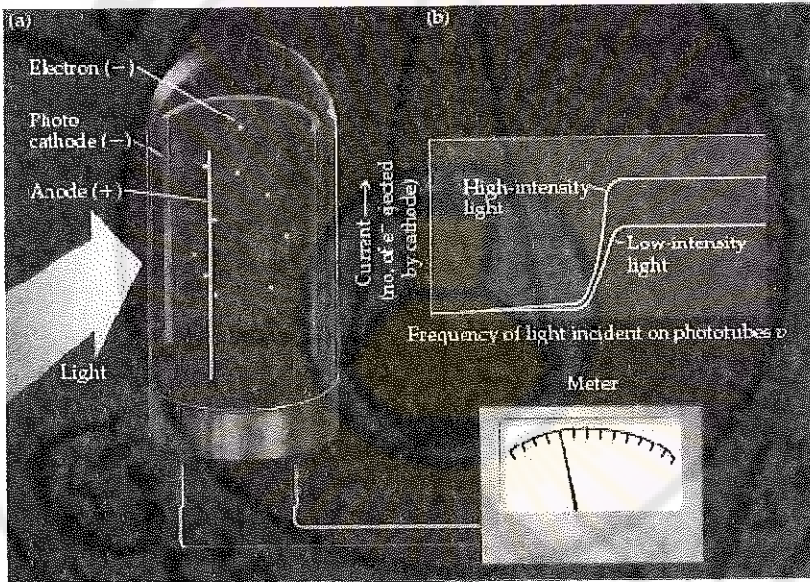 (a)
Electron (−)
Photo
cathode (−)
Anode (+)
Light
(b)
Current →
(no. of e⁻ ejected
by cathode)
High-intensity
light
Low-intensity
light
Frequency of light incident on phototubes ν
Meter